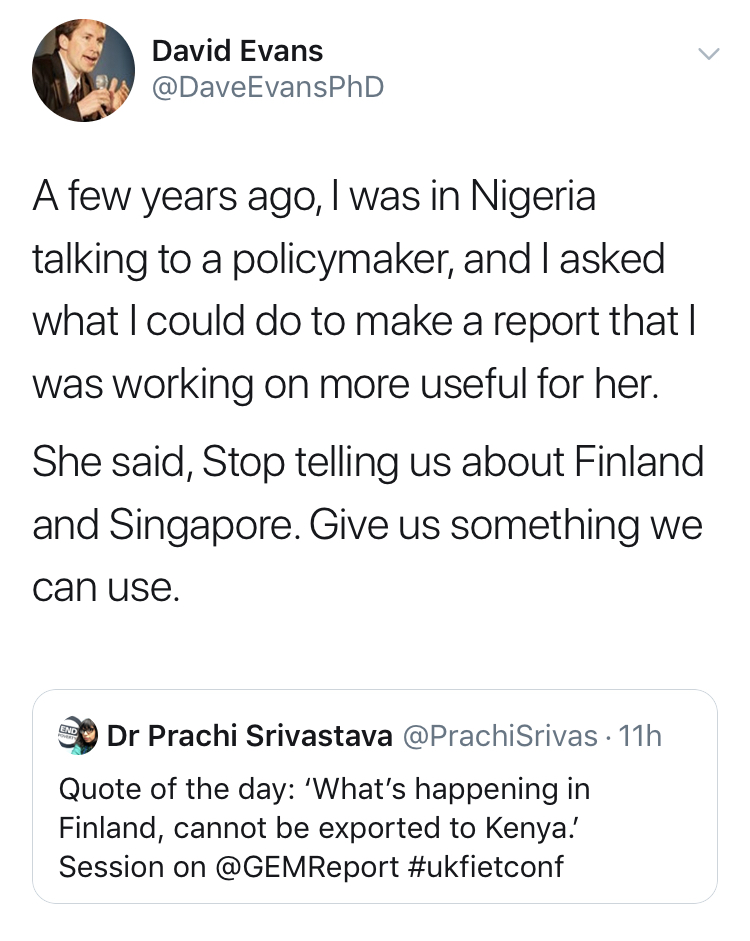 David Evans
@DaveEvansPhD
A few years ago, I was in Nigeria
talking to a policymaker, and I asked
what I could do to make a report that I
was working on more useful for her.
She said, Stop telling us about Finland
and Singapore. Give us something we
can use.
END
Dr Prachi Srivastava @PrachiSrivas · 11h
Quote of the day: ‘What’s happening in
Finland, cannot be exported to Kenya.’
Session on @GEMReport #ukfietconf